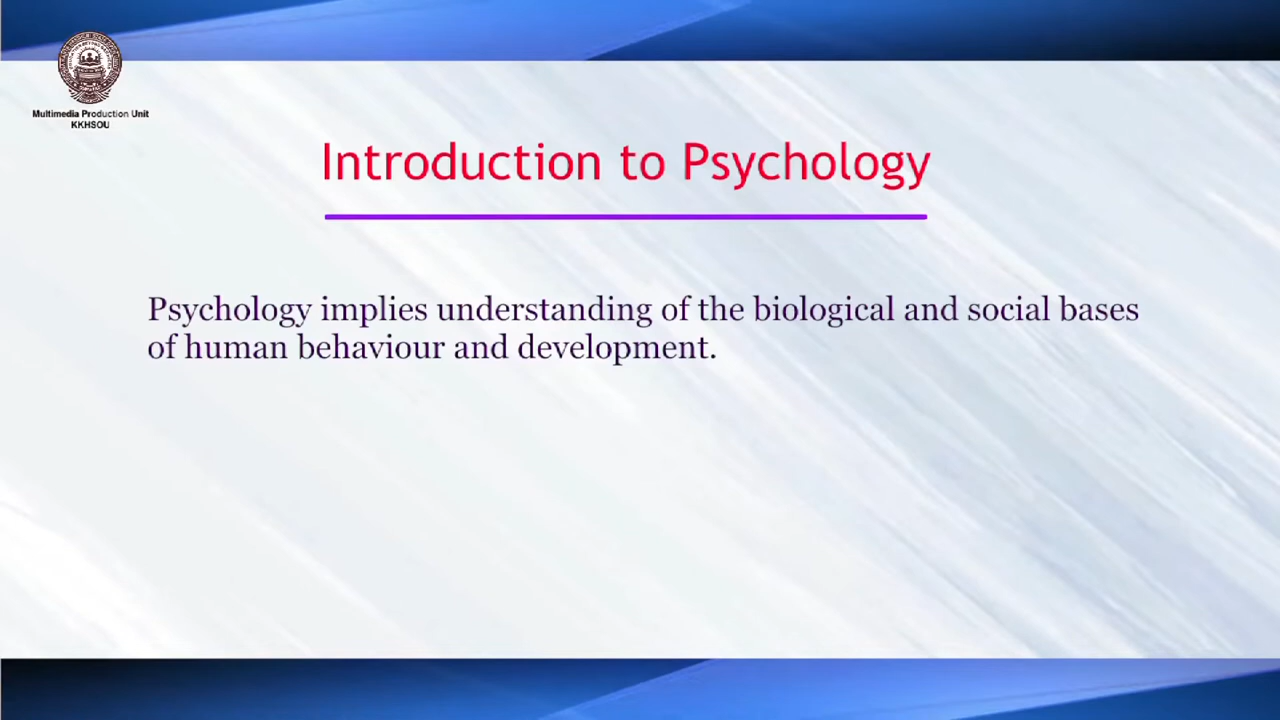 Multimedia Production Unit
KKHSOU
Introduction to Psychology
Psychology implies understanding of the biological and social bases
of human behaviour and development.